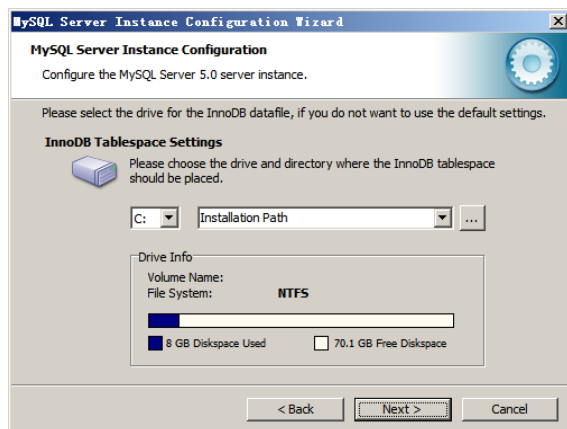 MySQL Server Instance Configuration Wizard
MySQL Server Instance Configuration
Configure the MySQL Server 5.0 server instance.
Please select the drive for the InnoDB datafile, if you do not want to use the default settings.
InnoDB Tablespace Settings
Please choose the drive and directory where the InnoDB tablespace
should be placed.
C: Installation Path ...
Drive Info
Volume Name:
File System: NTFS
8 GB Diskspace Used 70.1 GB Free Diskspace
< Back Next > Cancel